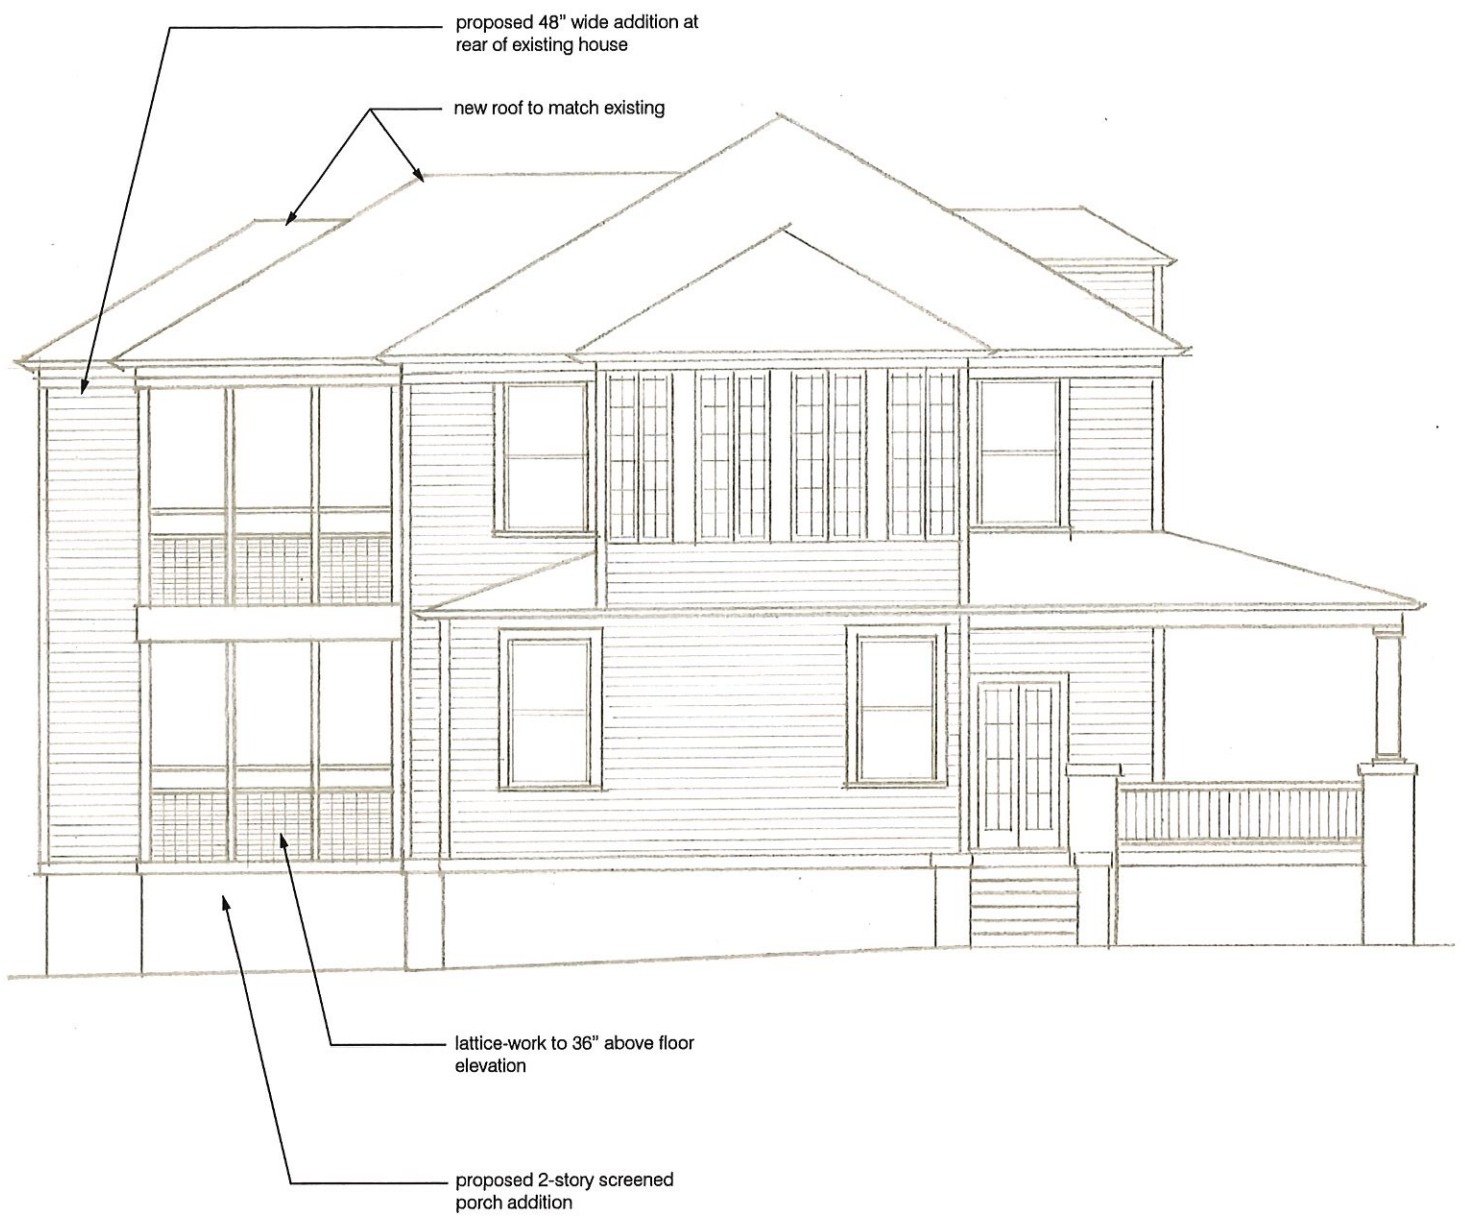 proposed 48” wide addition at
rear of existing house
new roof to match existing
lattice-work to 36” above floor
elevation
proposed 2-story screened
porch addition